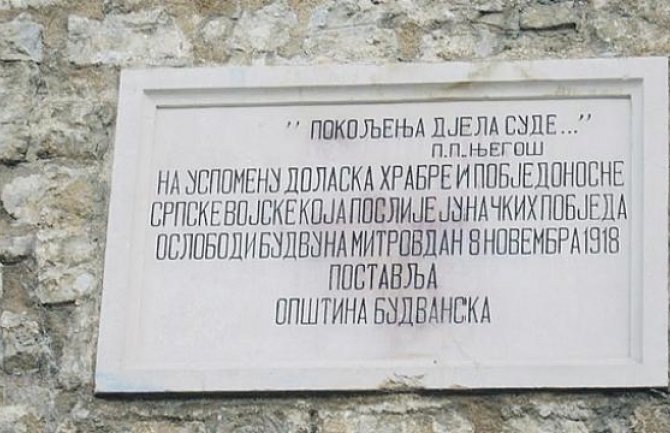 " ПОКОЉЕЊА ДЈЕЛА СУДЕ..."
П.П.ЊЕГОШ
НА УСПОМЕНУ ДОЛАСКА ХРАБРЕ И ПОБЈЕДОНОСНЕ
СРПСКЕ ВОЈСКЕ КОЈА ПОСЛИЈЕ ЈУНАЧКИХ ПОБЈЕДА
ОСЛОБОДИ БУДВУ НА МИТРОВДАН 8 НОВЕМБРА 1918
ПОСТАВЉА
ОПШТИНА БУДВАНСКА